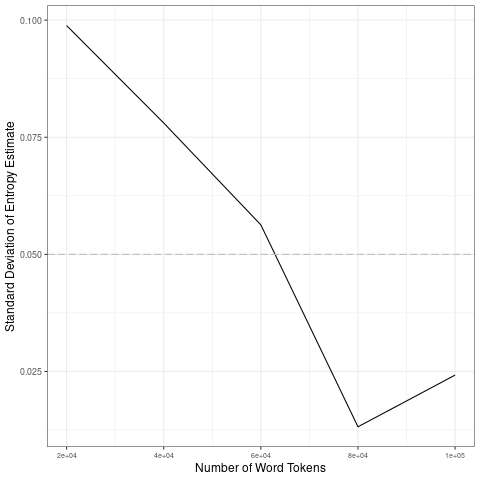 0.100
0.075
0.050
0.025
Standard Deviation of Entropy Estimate
2e+04 4e+04 6e+04 8e+04 1e+05
Number of Word Tokens